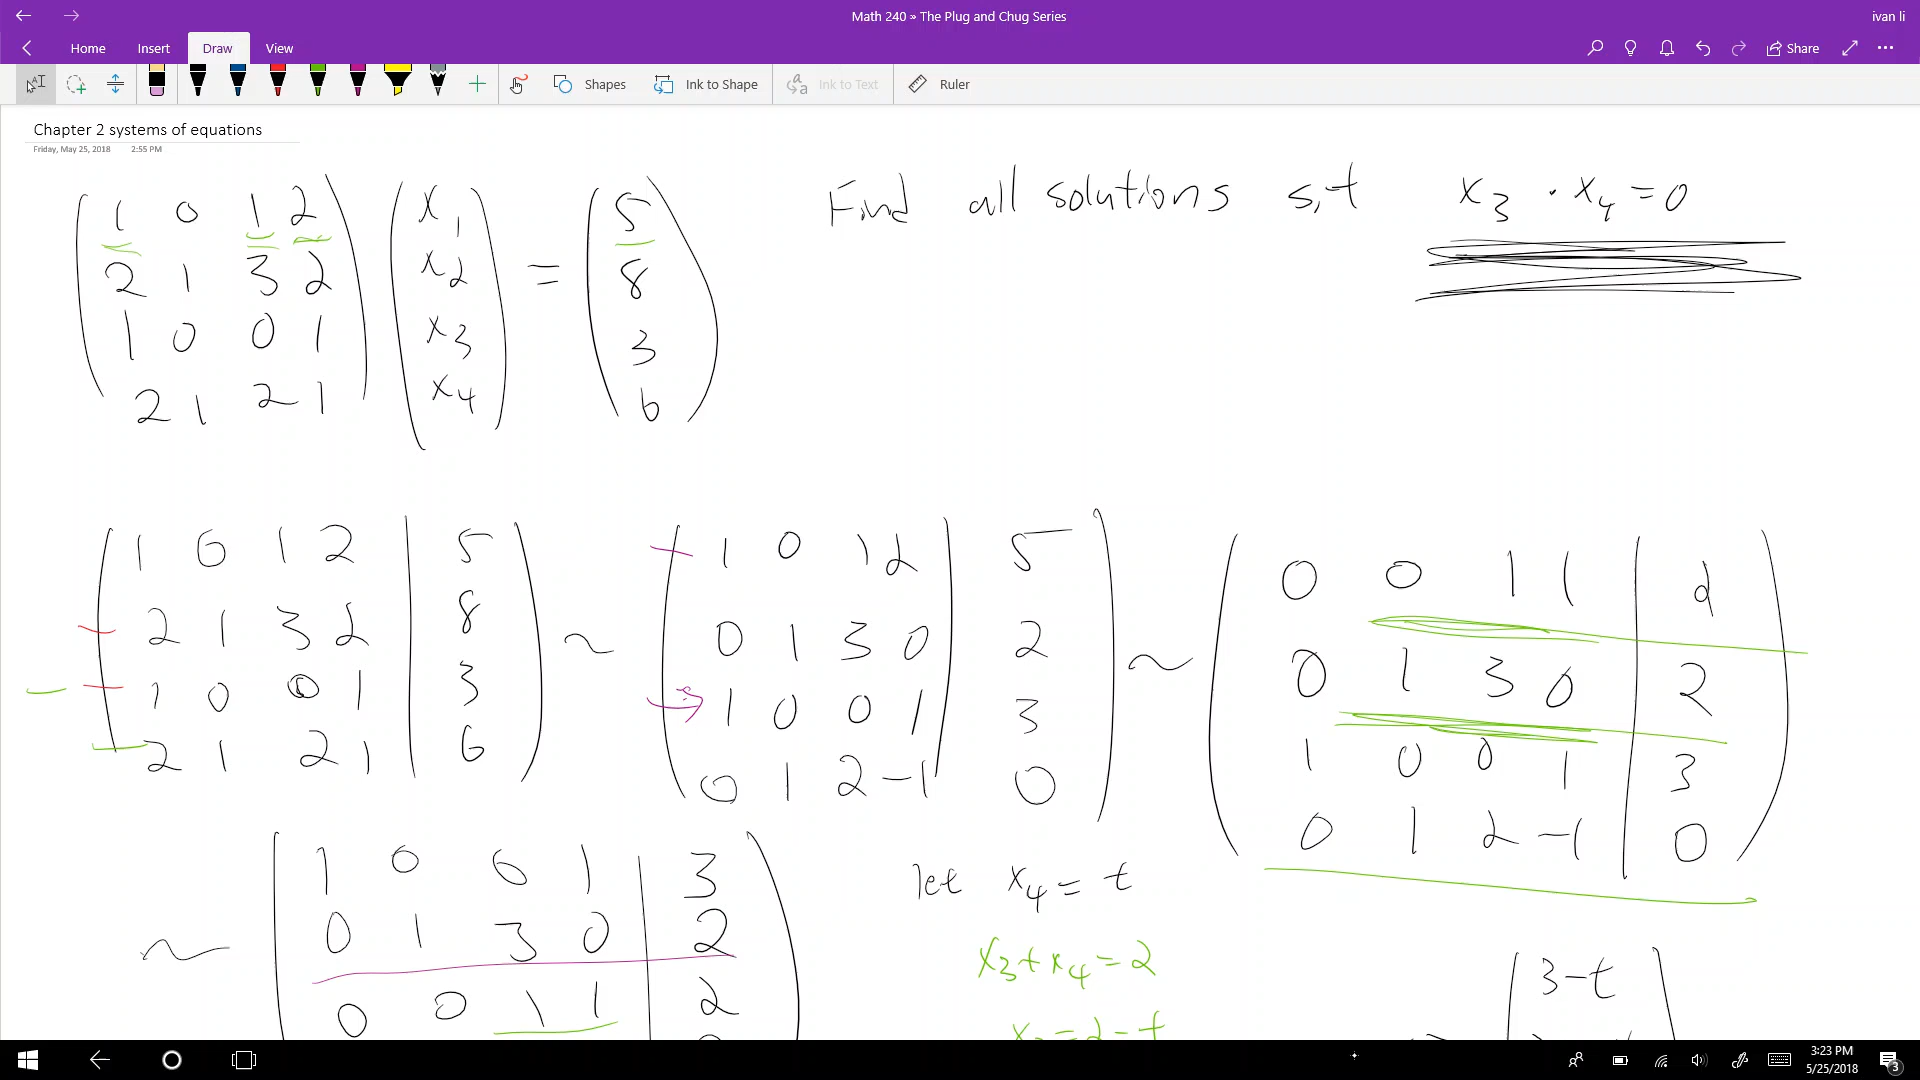 Math 240 » The Plug and Chug Series
ivan li
Home Insert Draw View
Share
Shapes Ink to Shape Ink to Text Ruler
Chapter 2 systems of equations
Friday, May 25, 2018 2:55 PM
Find all solutions s,t x3 · x4 = 0
1 0 1 2 x1 5
2 1 3 2 x2 = 8
1 0 0 1 x3 3
2 1 2 1 x4 6
1 0 1 2 | 5
2 1 3 2 | 8
1 0 0 1 | 3
2 1 2 1 | 6
~
1 0 1 2 | 5
0 1 3 0 | 2
1 0 0 1 | 3
0 1 2 -1 | 0
~
0 0 1 1 | 2
0 1 3 0 | 2
1 0 0 1 | 3
0 1 2 -1 | 0
~
1 0 0 1 | 3
0 1 3 0 | 2
0 0 1 1 | 2
let x4 = t
x3 + x4 = 2
x3 = 2 - t
3-t
3:23 PM
5/25/2018
3